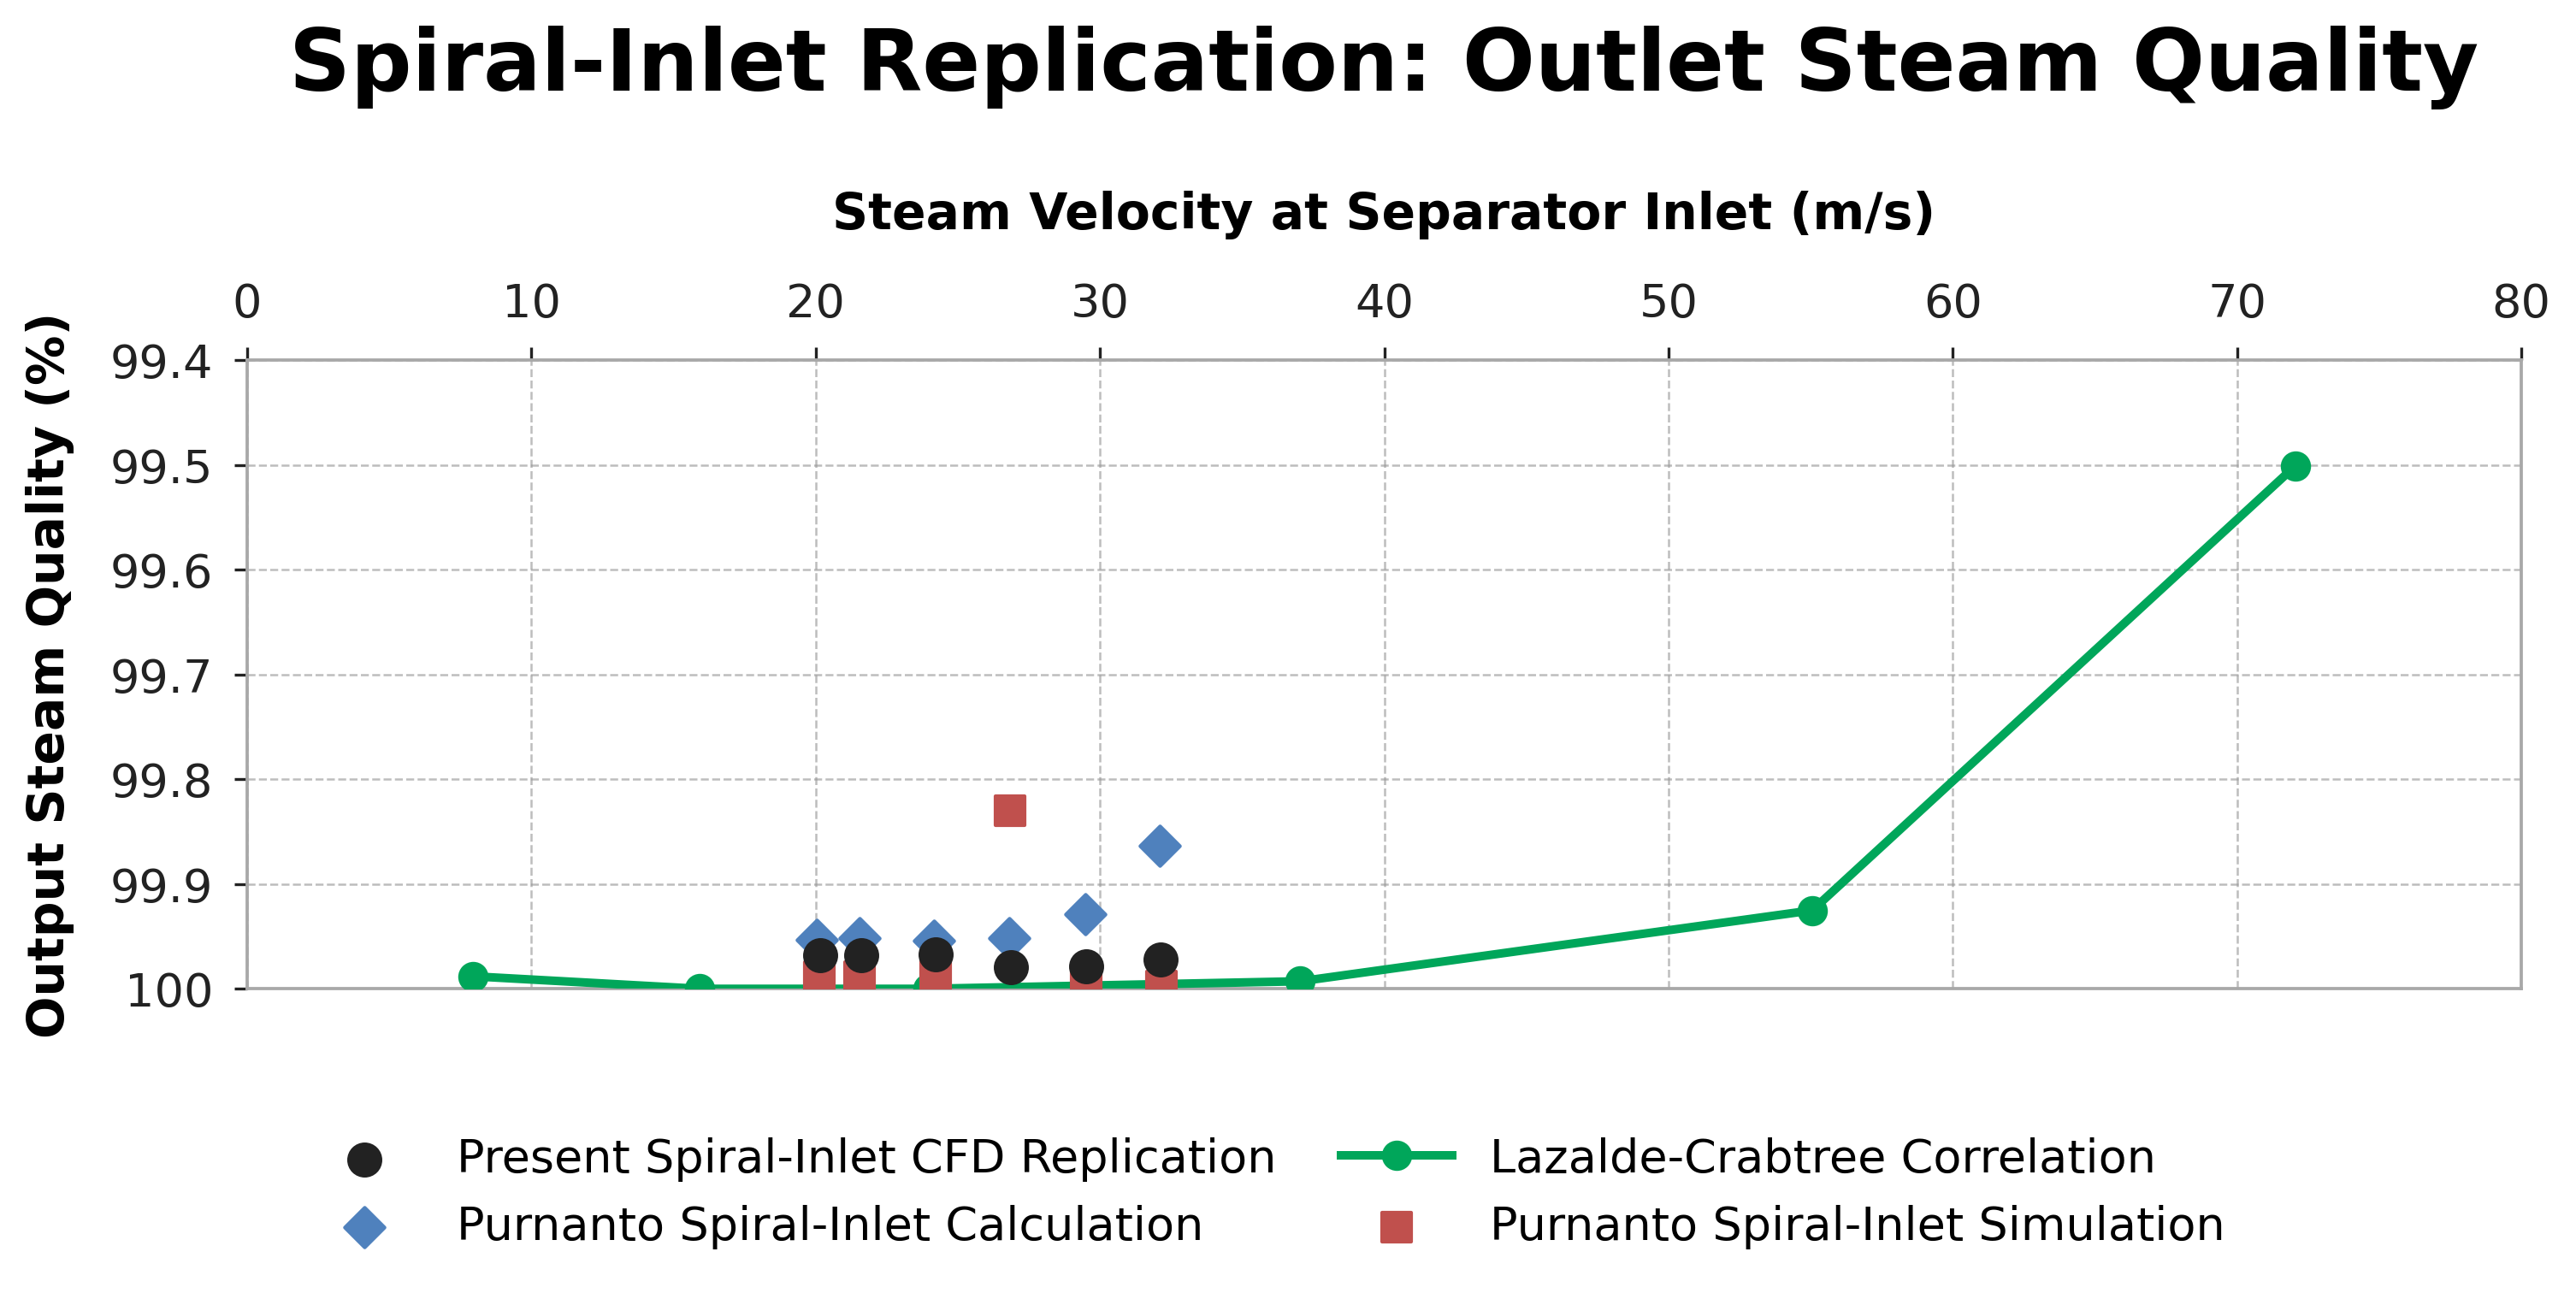 Spiral-Inlet Replication: Outlet Steam Quality
Steam Velocity at Separator Inlet (m/s)
0 10 20 30 40 50 60 70 80
Output Steam Quality (%)
99.4
99.5
99.6
99.7
99.8
99.9
100
Present Spiral-Inlet CFD Replication
Purnanto Spiral-Inlet Calculation
Lazalde-Crabtree Correlation
Purnanto Spiral-Inlet Simulation